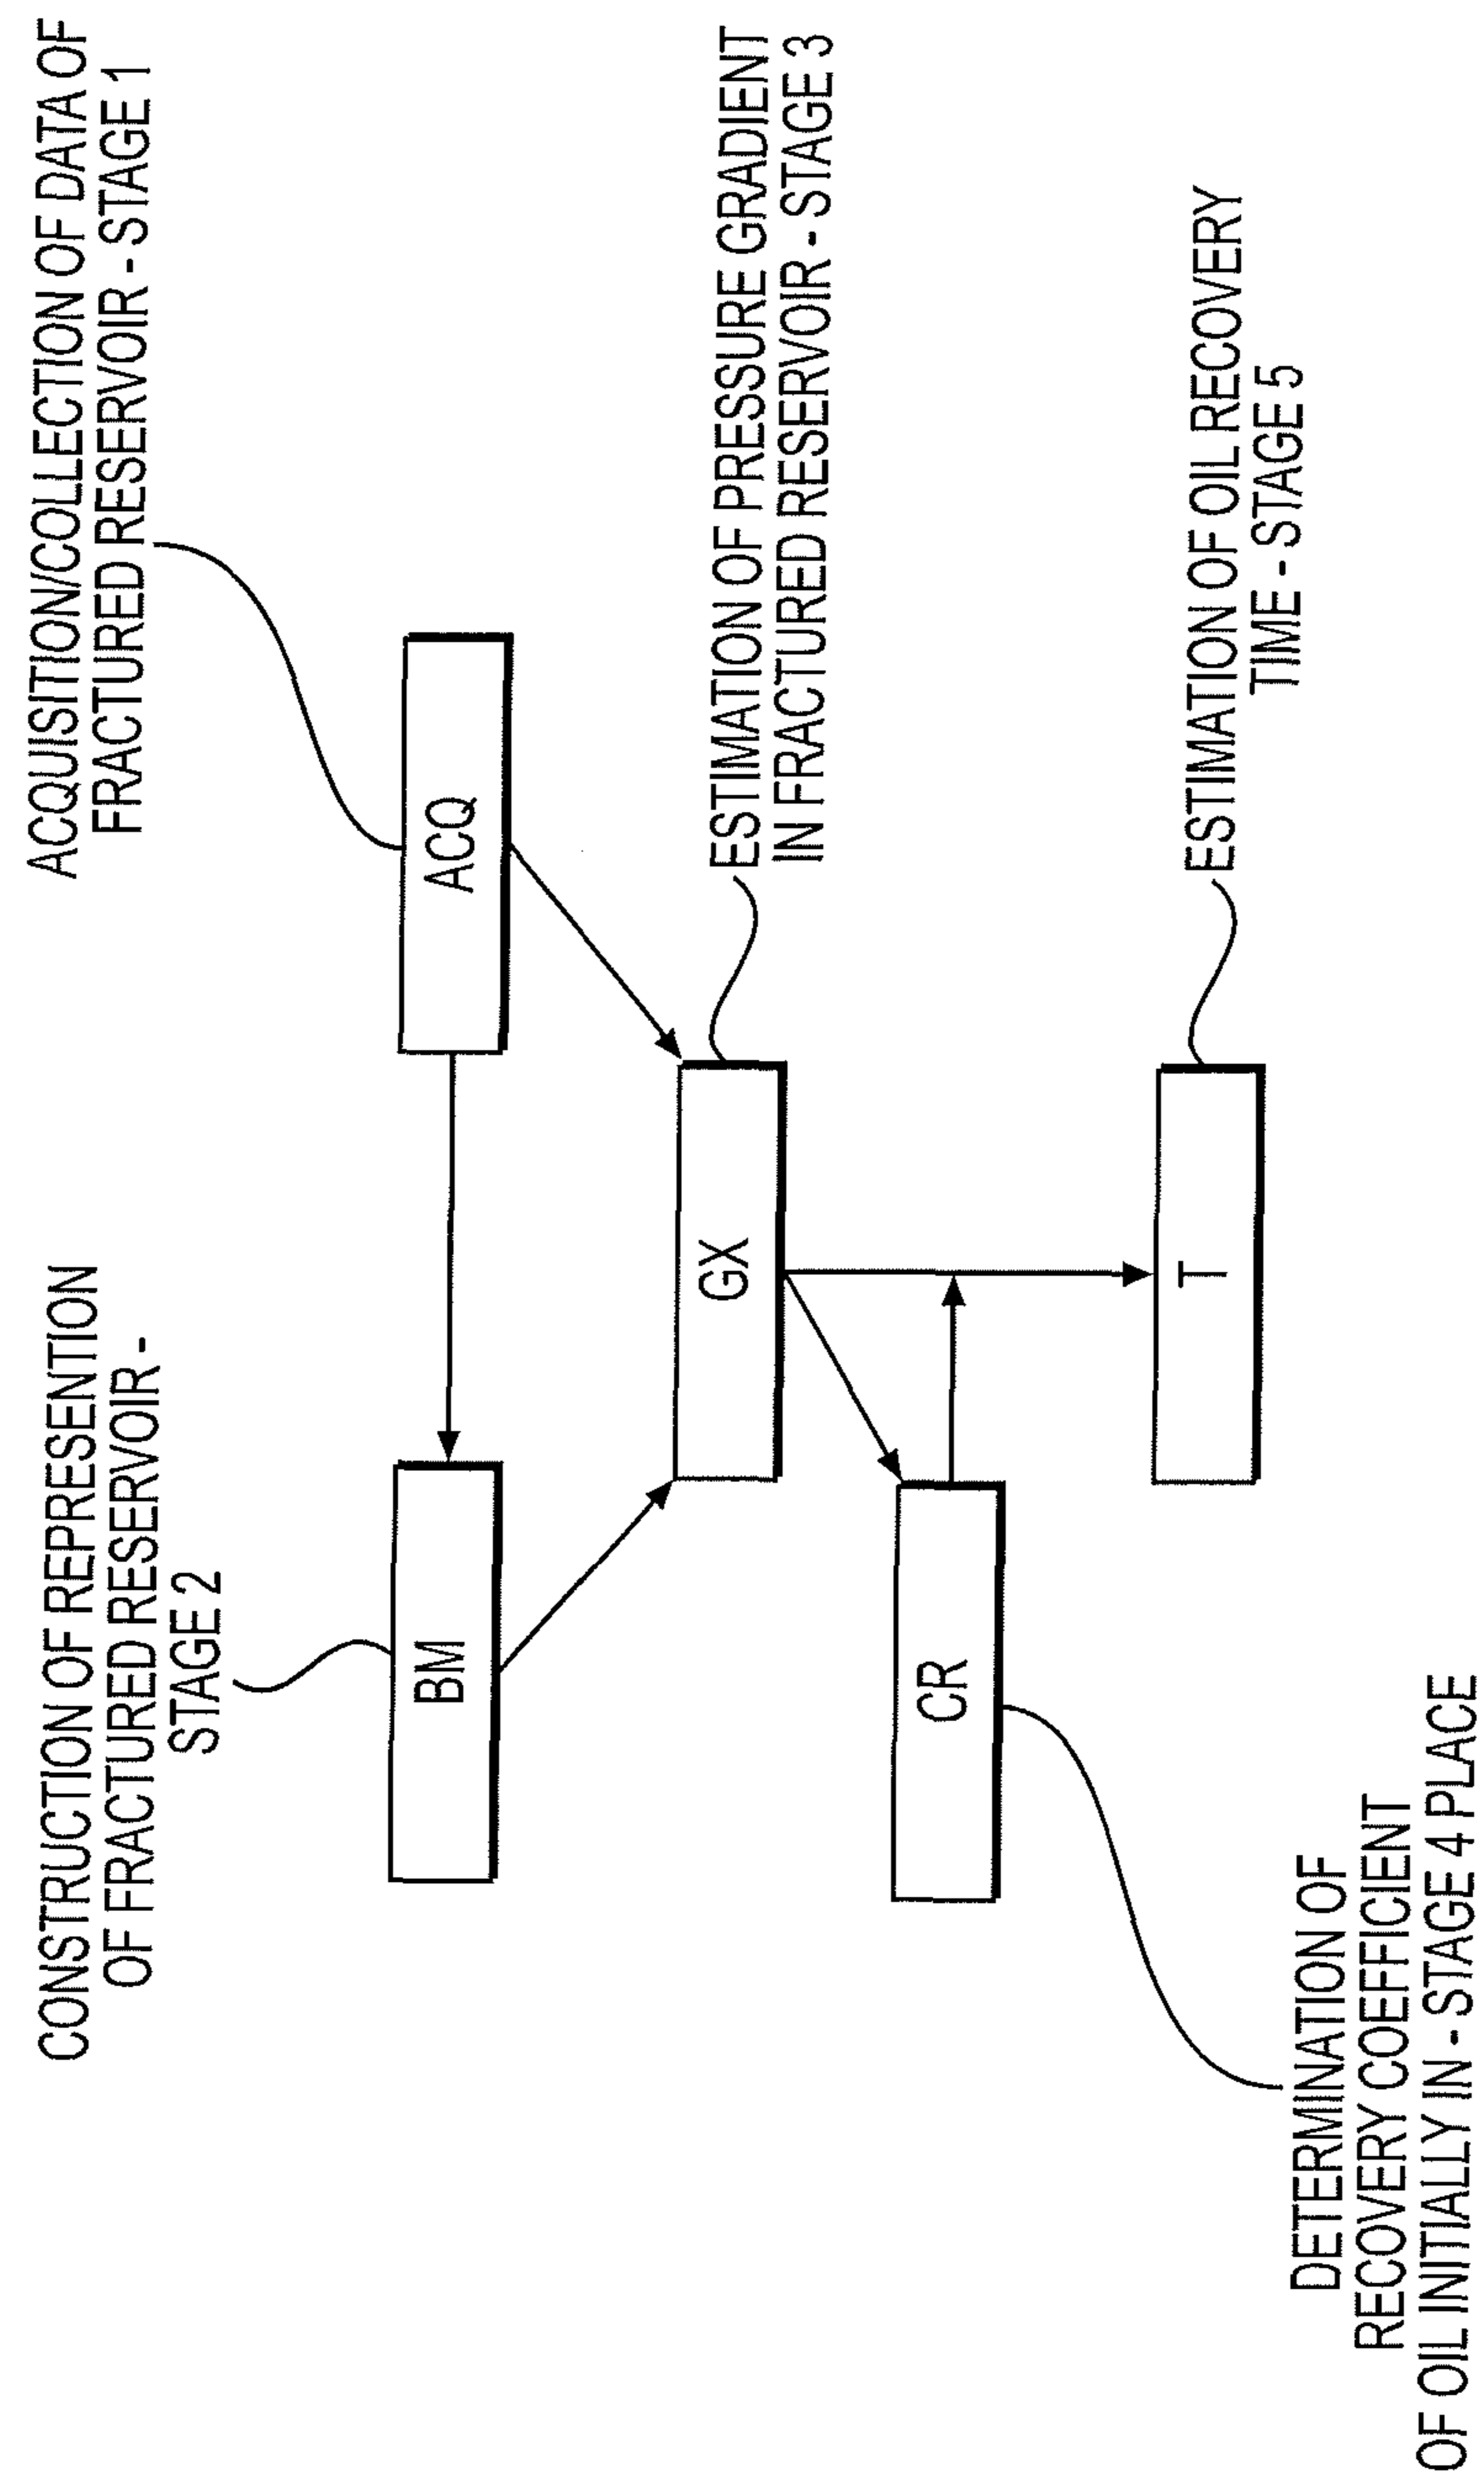 CONSTRUCTION OF REPRESENTION
OF FRACTURED RESERVOIR -
STAGE 2
ACQUISITION/COLLECTION OF DATA OF
FRACTURED RESERVOIR - STAGE 1
BM
ACQ
GX
ESTIMATION OF PRESSURE GRADIENT
IN FRACTURED RESERVOIR - STAGE 3
CR
T
ESTIMATION OF OIL RECOVERY
TIME - STAGE 5
DETERMINATION OF
RECOVERY COEFFICIENT
OF OIL INITIALLY IN - STAGE 4 PLACE